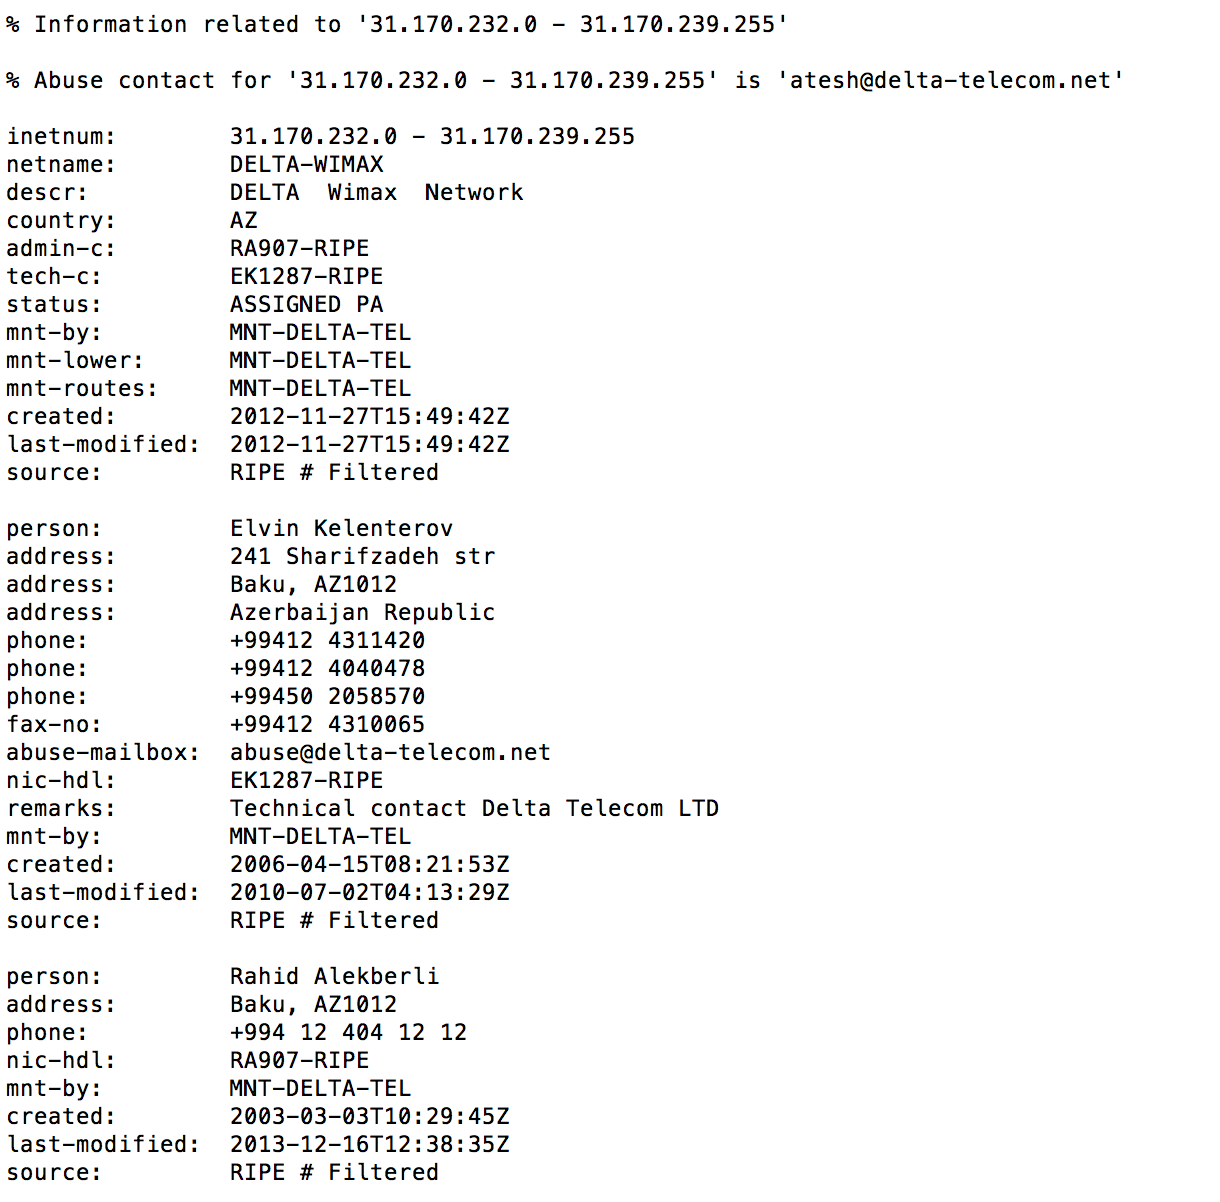 % Information related to '31.170.232.0 - 31.170.239.255'

% Abuse contact for '31.170.232.0 - 31.170.239.255' is 'atesh@delta-telecom.net'

inetnum:        31.170.232.0 - 31.170.239.255
netname:        DELTA-WIMAX
descr:          DELTA  Wimax  Network
country:        AZ
admin-c:        RA907-RIPE
tech-c:         EK1287-RIPE
status:         ASSIGNED PA
mnt-by:         MNT-DELTA-TEL
mnt-lower:      MNT-DELTA-TEL
mnt-routes:     MNT-DELTA-TEL
created:        2012-11-27T15:49:42Z
last-modified:  2012-11-27T15:49:42Z
source:         RIPE # Filtered

person:         Elvin Kelenterov
address:        241 Sharifzadeh str
address:        Baku, AZ1012
address:        Azerbaijan Republic
phone:          +99412 4311420
phone:          +99412 4040478
phone:          +99450 2058570
fax-no:         +99412 4310065
abuse-mailbox:  abuse@delta-telecom.net
nic-hdl:        EK1287-RIPE
remarks:        Technical contact Delta Telecom LTD
mnt-by:         MNT-DELTA-TEL
created:        2006-04-15T08:21:53Z
last-modified:  2010-07-02T04:13:29Z
source:         RIPE # Filtered

person:         Rahid Alekberli
address:        Baku, AZ1012
phone:          +994 12 404 12 12
nic-hdl:        RA907-RIPE
mnt-by:         MNT-DELTA-TEL
created:        2003-03-03T10:29:45Z
last-modified:  2013-12-16T12:38:35Z
source:         RIPE # Filtered